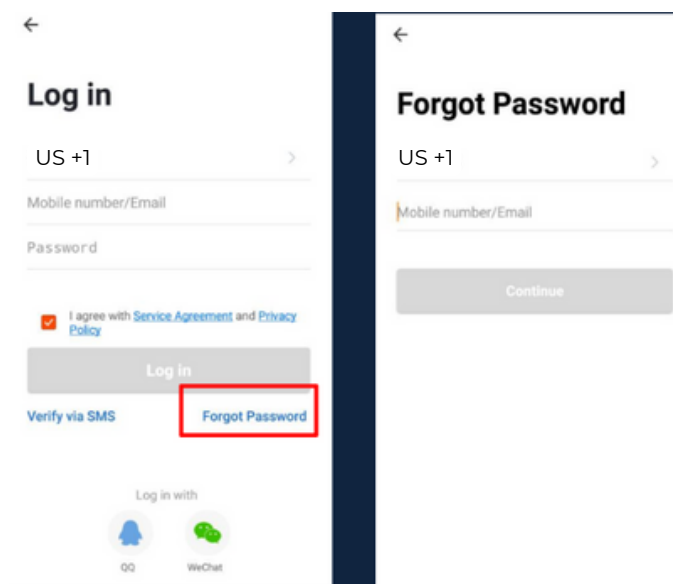 Log in
US +1
Mobile number/Email
Password
I agree with Service Agreement and Privacy
Policy
Log in
Verify via SMS
Forgot Password
Log in with
QQ
WeChat
Forgot Password
US +1
Mobile number/Email
Continue